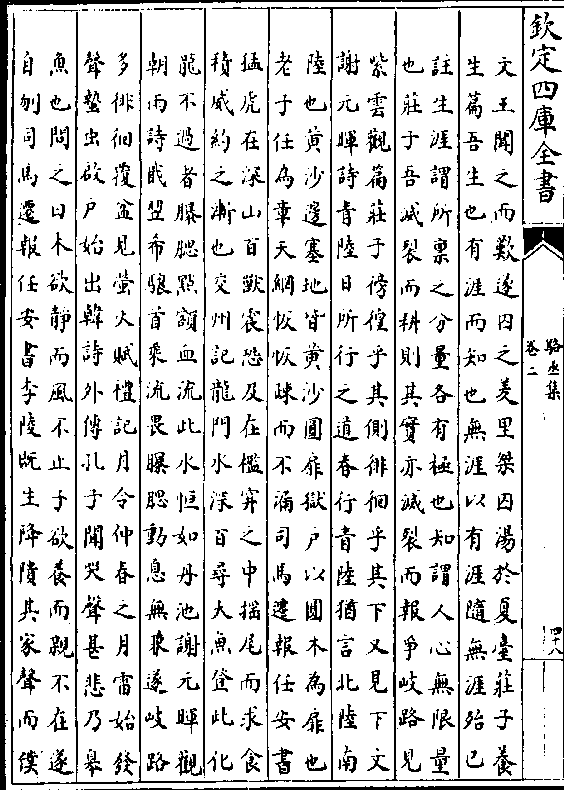 欽定四庫全書
駱丞集
卷二
四十八
文王聞之而歎遂囚之羑里桀囚湯於夏臺莊子養
生篇吾生也有涯而知也無涯以有涯隨無涯殆已
註生涯謂所禀之分量各有極也知謂人心無限量
也莊子吾滅裂而耕則其實亦滅裂而報爭岐路見
紫雲觀篇莊子徬徨乎其側徘徊乎其下又見下文
謝元暉詩青陸日所行之道春行青陸猶言北陸南
陸也黃沙邊塞地皆黃沙圜扉獄户以圜木為扉也
老子任為章天網恢恢疎而不漏司馬遷報任安書
猛虎在深山百獸震恐及在檻穽之中搖尾而求食
積威約之漸也交州記龍門水深百尋大魚登此化
龍不過者曝腮點額血流此水恒如丹池謝元暉觀
朝雨詩戢翌希驤首乘流畏曝腮動息無兼遂岐路
多徘徊覆盆見螢火賦禮記月令仲春之月雷始發
聲蟄虫啟户始出韓詩外傳孔子聞哭聲甚悲乃皋
魚也問之曰木欲静而風不止子欲養而親不在遂
自刎司馬遷報任安書李陵既生降隤其家聲而僕